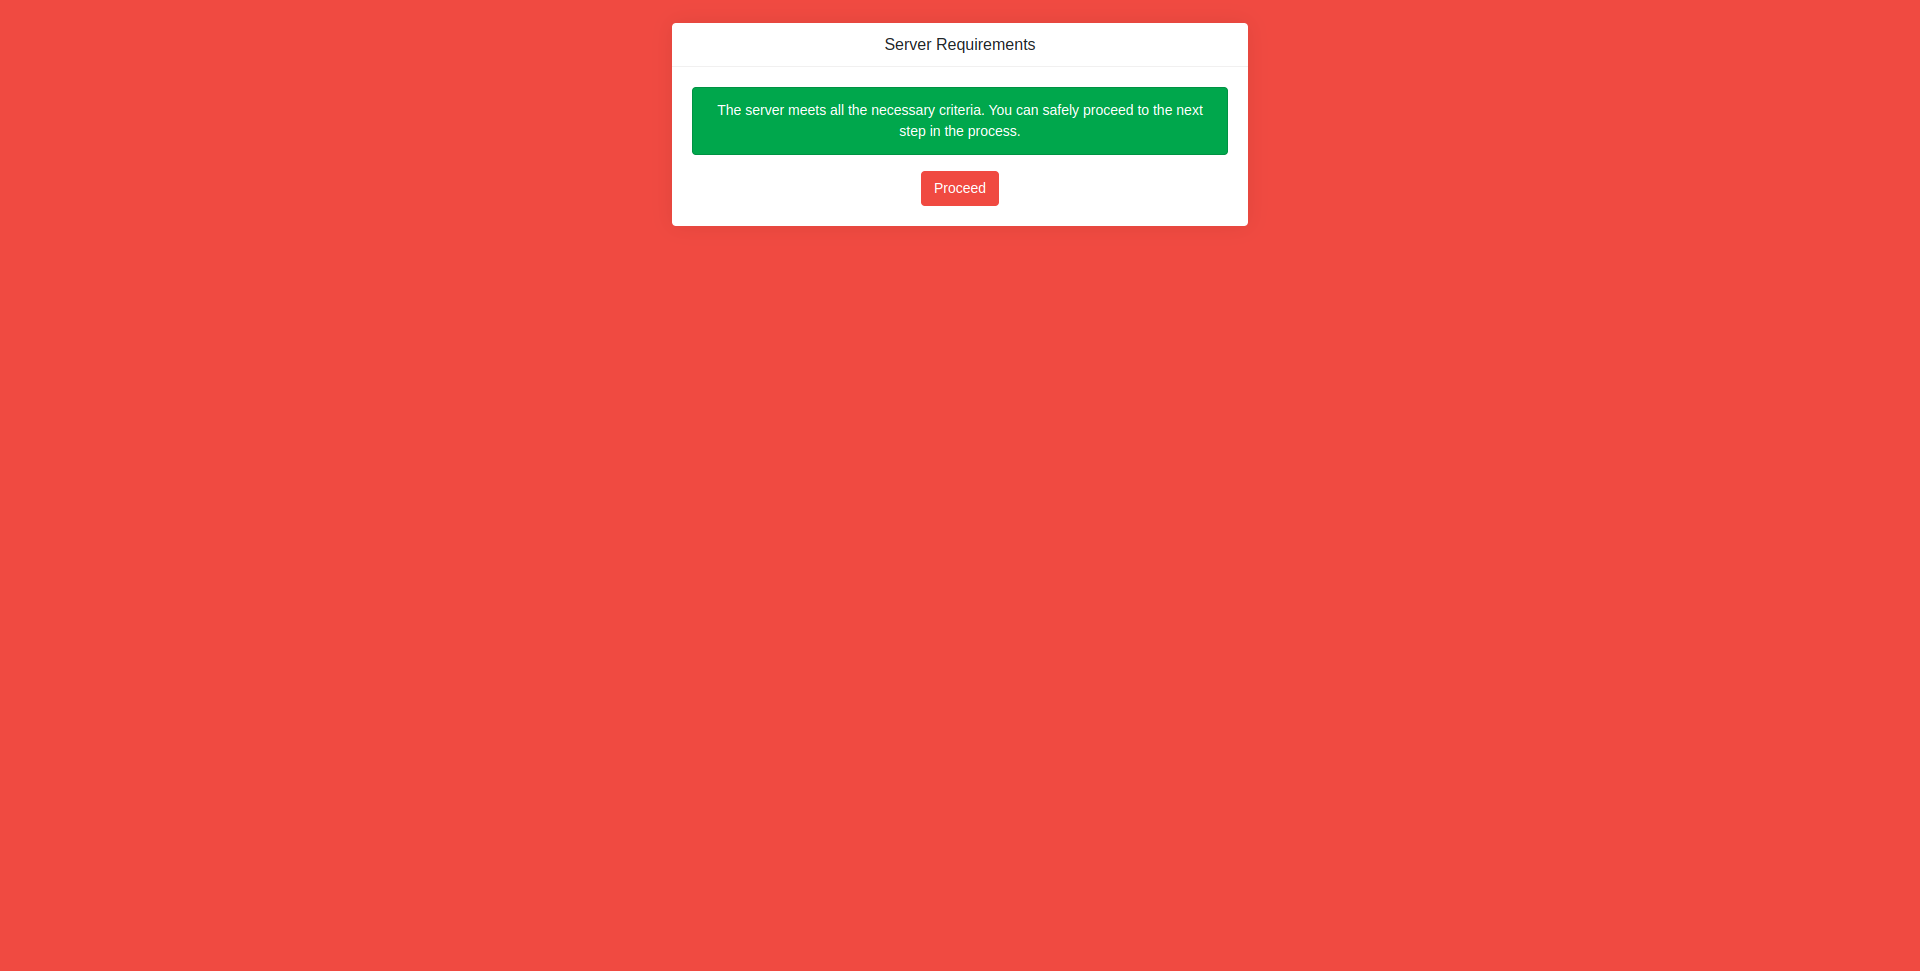 Server Requirements
The server meets all the necessary criteria. You can safely proceed to the next
step in the process.
Proceed